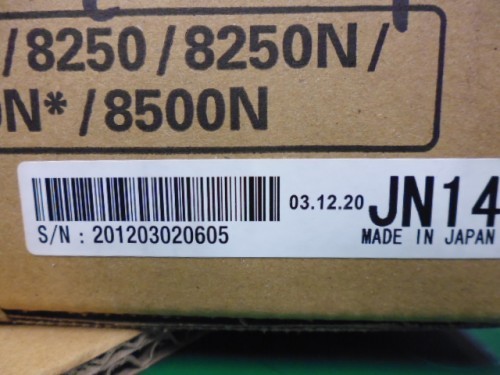 /8250/8250N/
N*/8500N
03.12.20 JN14
S/N : 201203020605
MADE IN JAPAN